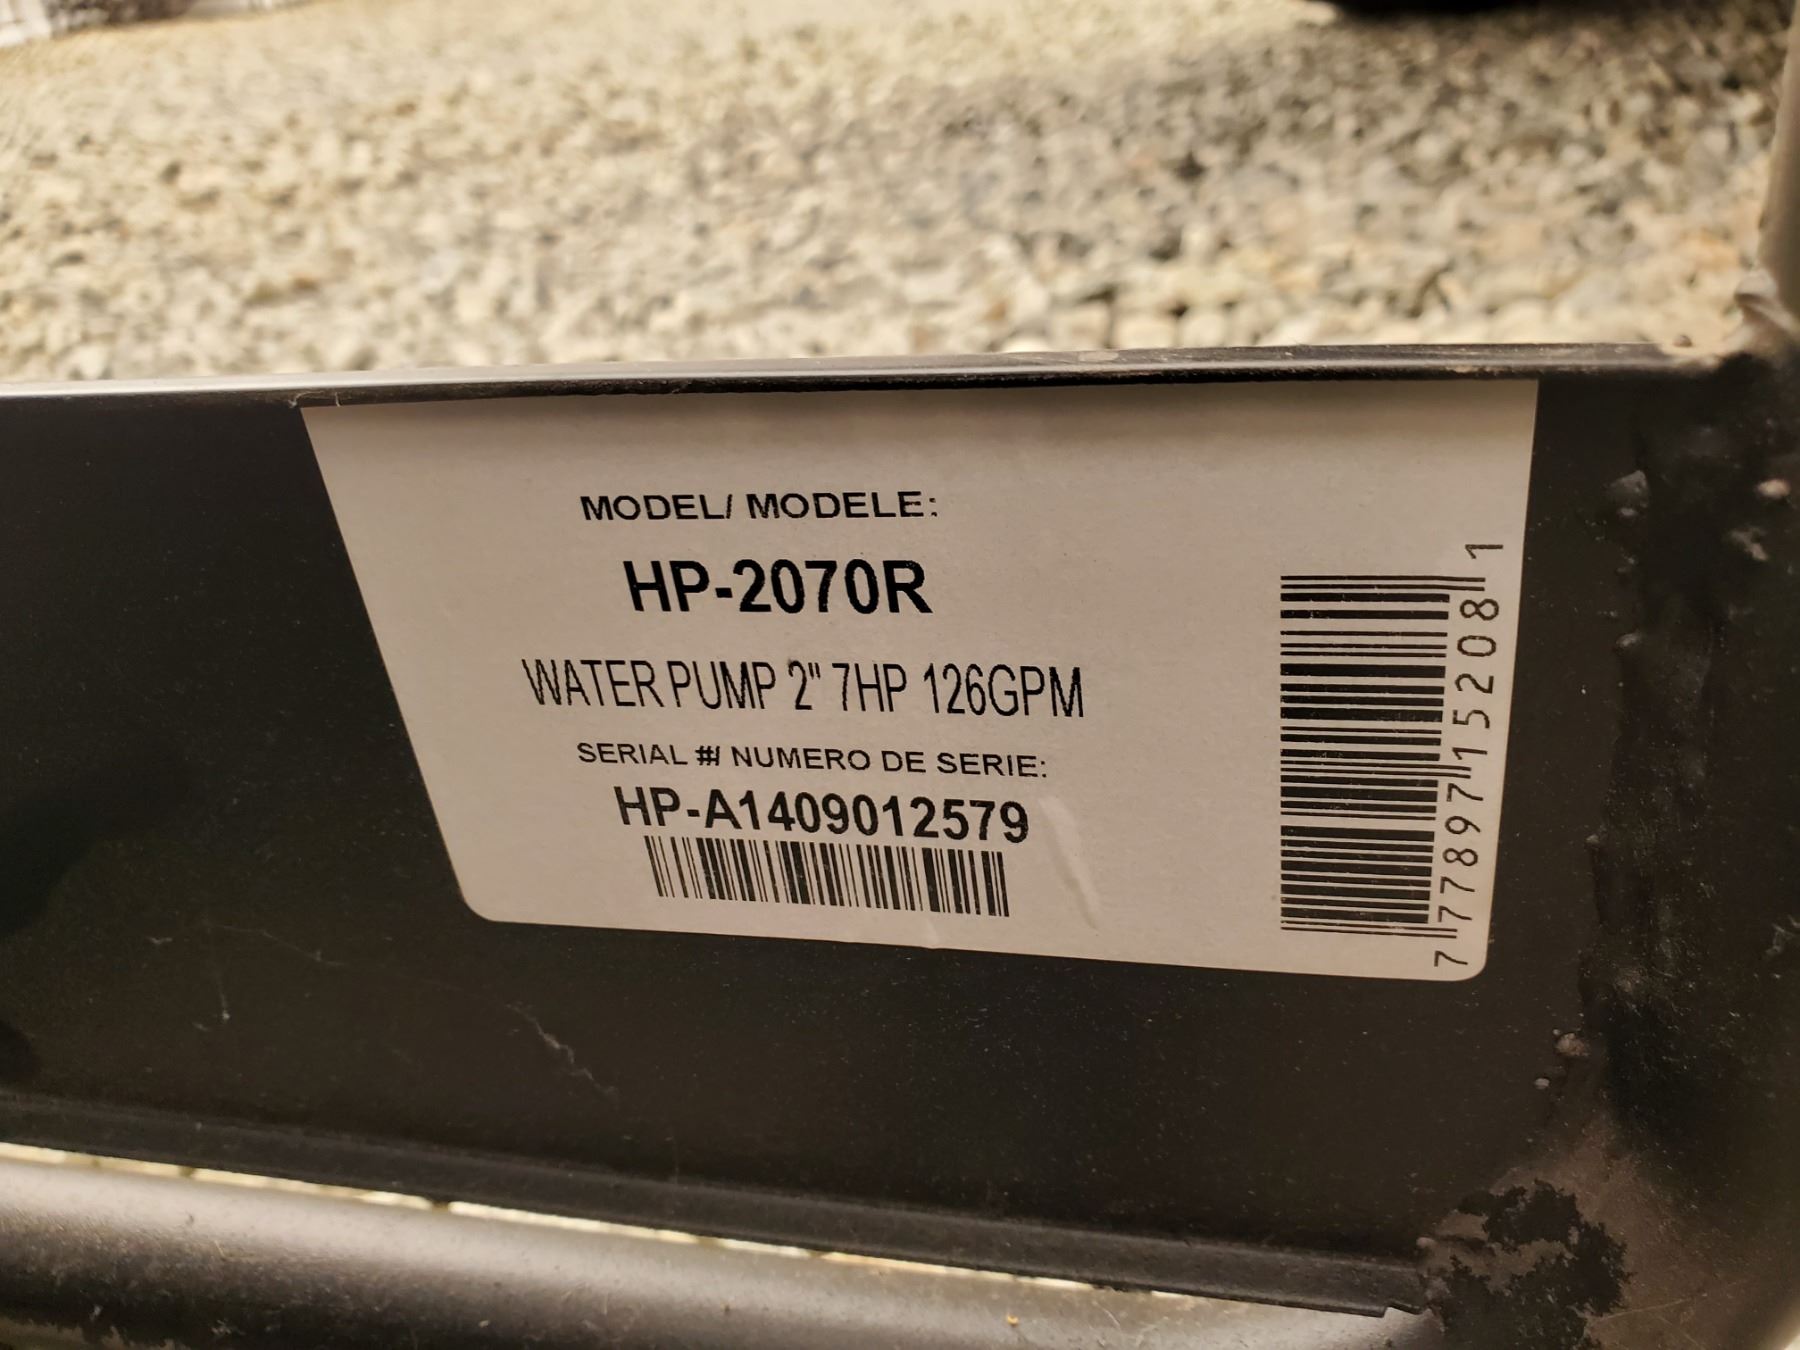 MODEL/ MODELE:
HP-2070R
WATER PUMP 2" 7HP 126GPM
SERIAL #/ NUMERO DE SERIE:
HP-A1409012579
7 77897 15208 1